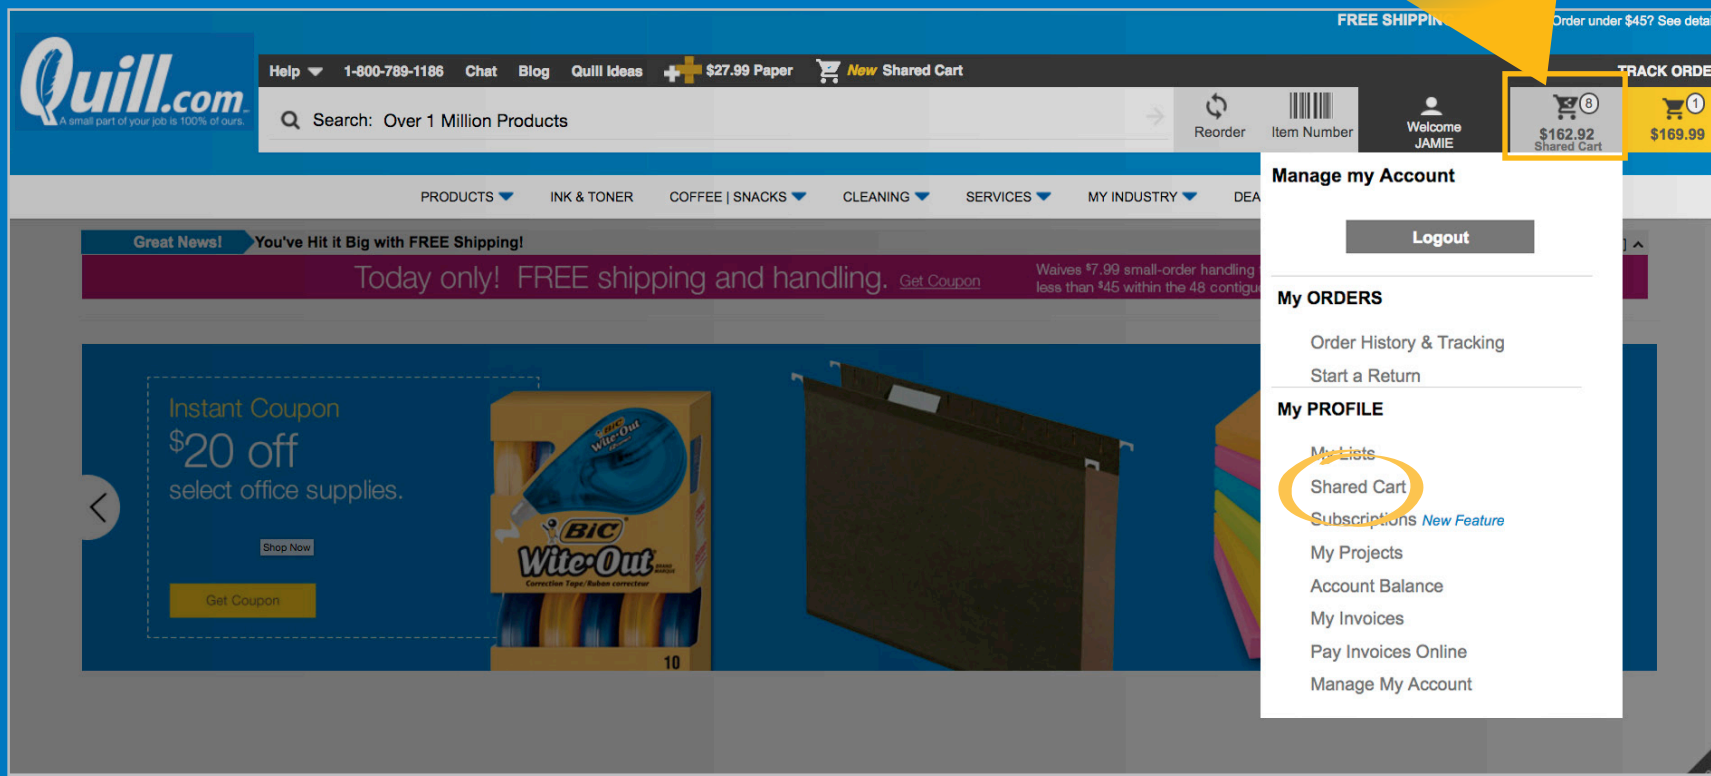 FREE SHIPPIN
Order under $45? See detai
Quill.com
A small part of your job is 100% of ours.
Help 1-800-789-1186 Chat Blog Quill Ideas $27.99 Paper New Shared Cart
TRACK ORDE
Search: Over 1 Million Products
Reorder
Item Number
Welcome
JAMIE
8
$162.92
Shared Cart
1
$169.99
PRODUCTS INK & TONER COFFEE | SNACKS CLEANING SERVICES MY INDUSTRY DEA
Great News! You've Hit it Big with FREE Shipping!
]
Today only! FREE shipping and handling. Get Coupon
Waives $7.99 small-order handling
less than $45 within the 48 contigu
Instant Coupon
$20 off
select office supplies.
Shop Now
Get Coupon
BIC
Wite-Out
BIC
Wite•Out
BRAND
MARQUE
Correction Tape/Ruban correcteur
10
Manage my Account
Logout
My ORDERS
Order History & Tracking
Start a Return
My PROFILE
My Lists
Shared Cart
Subscriptions New Feature
My Projects
Account Balance
My Invoices
Pay Invoices Online
Manage My Account